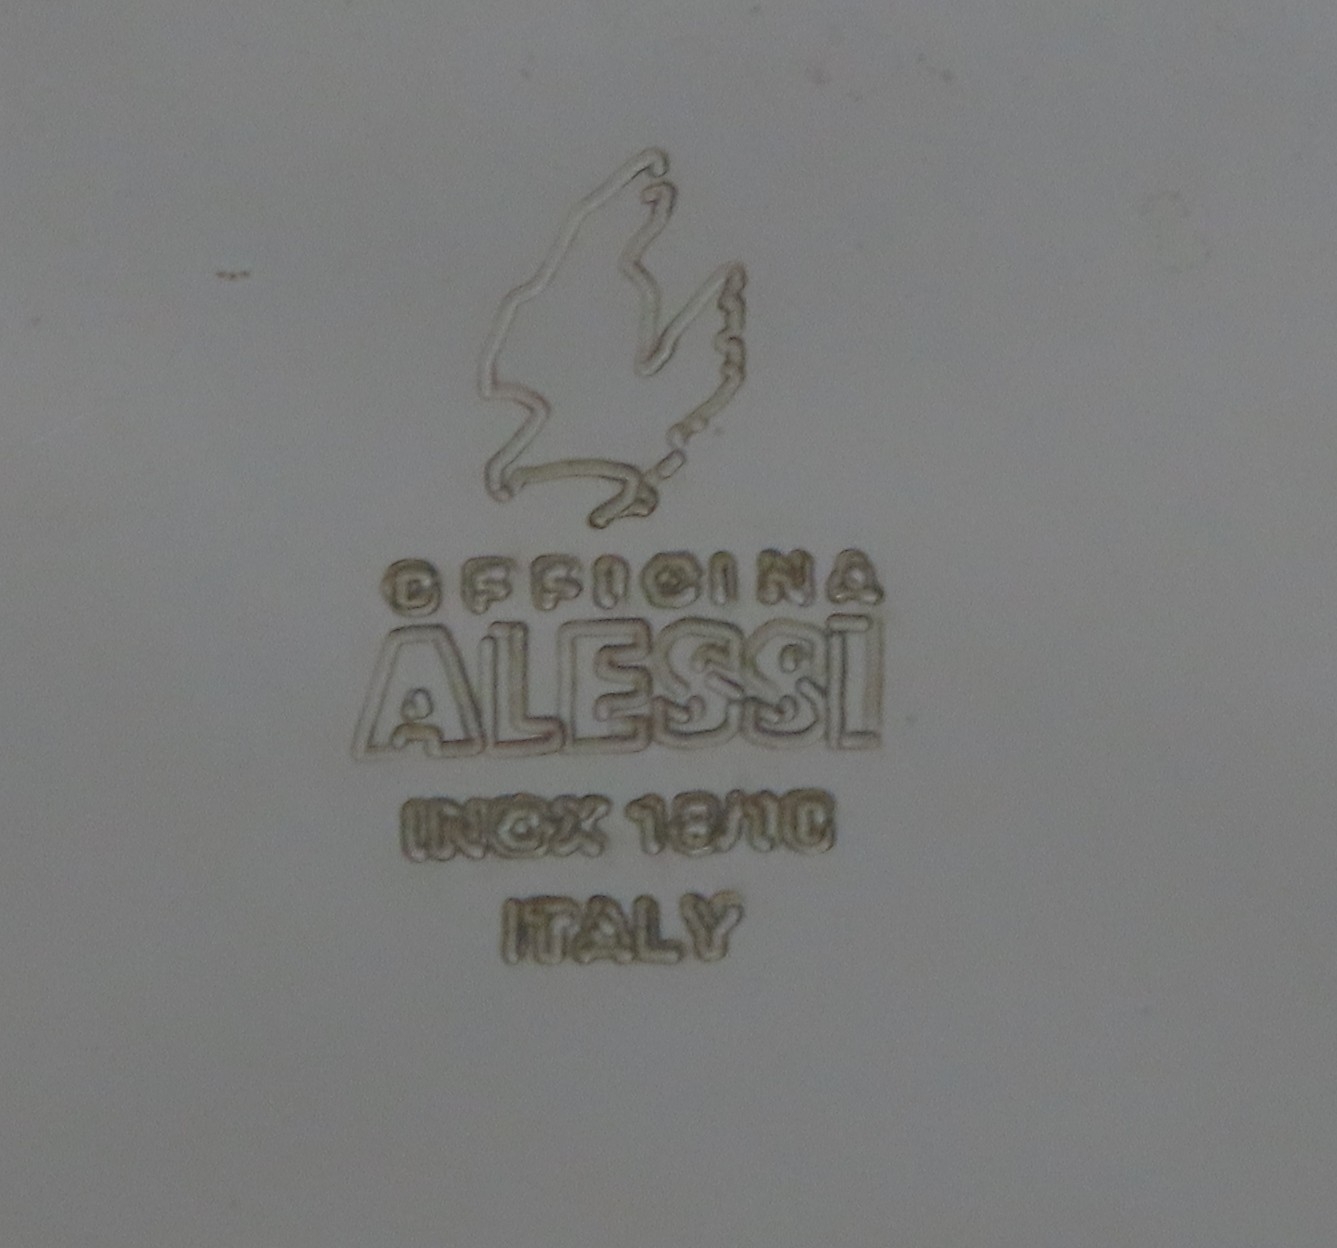 OFFICINA
ALESSI
INOX 18/10
ITALY